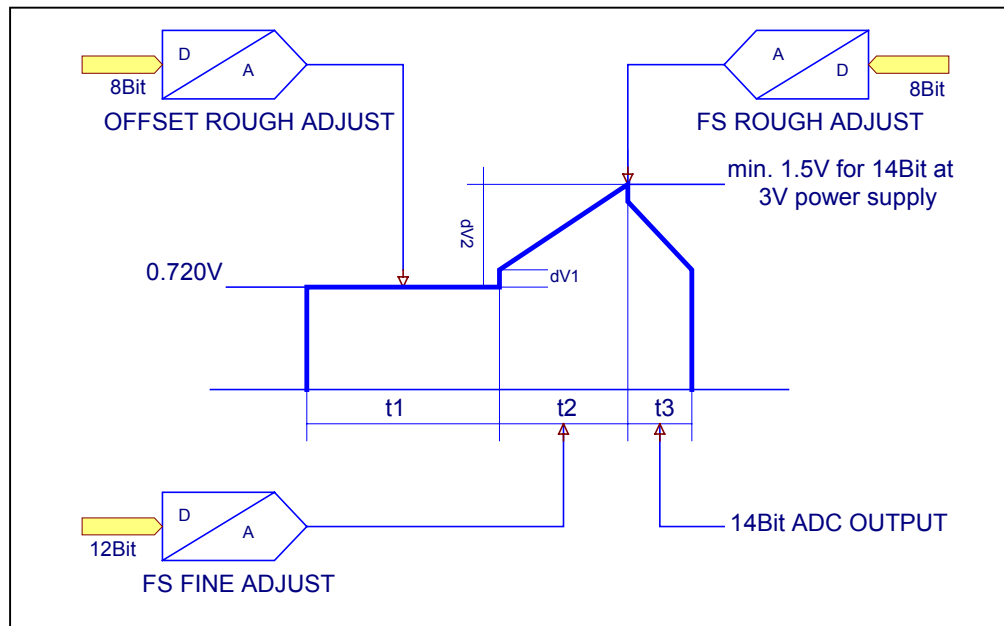 D
A
8Bit
OFFSET ROUGH ADJUST
A
D
8Bit
FS ROUGH ADJUST
min. 1.5V for 14Bit at
3V power supply
dV2
0.720V
dV1
t1
t2
t3
D
A
12Bit
FS FINE ADJUST
14Bit ADC OUTPUT